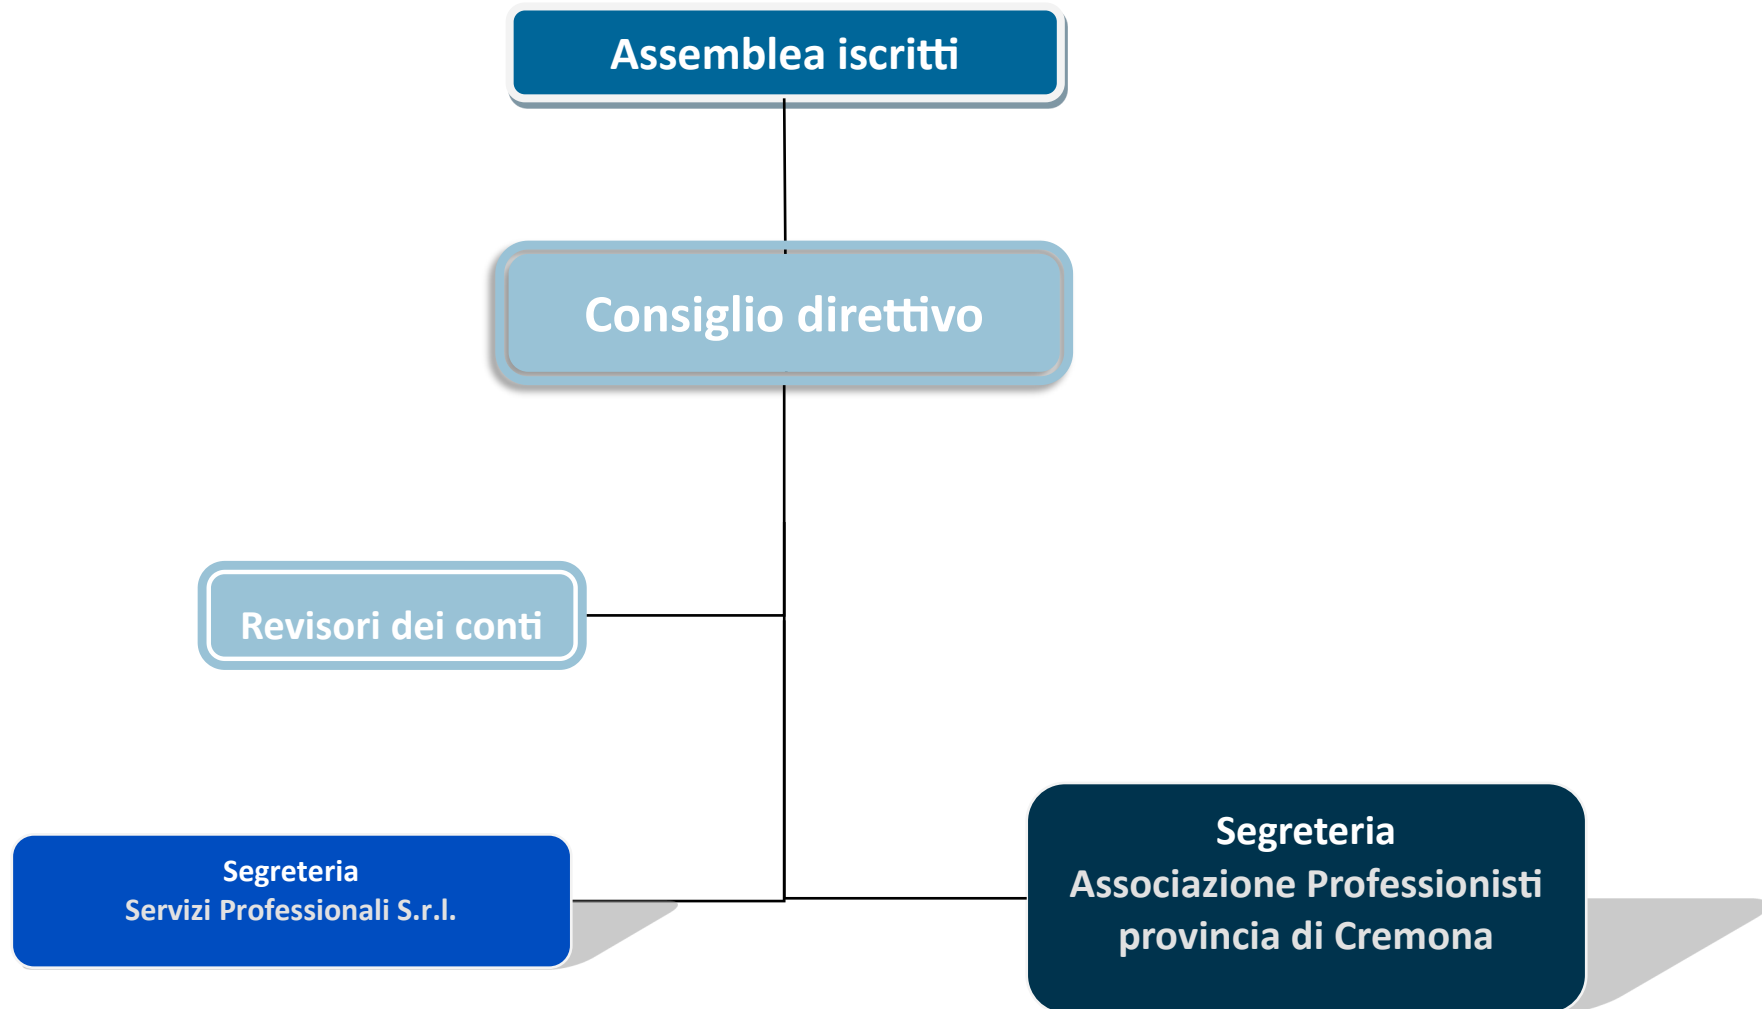 Assemblea iscritti
Consiglio direttivo
Revisori dei conti
Segreteria
Servizi Professionali S.r.l.
Segreteria
Associazione Professionisti
provincia di Cremona